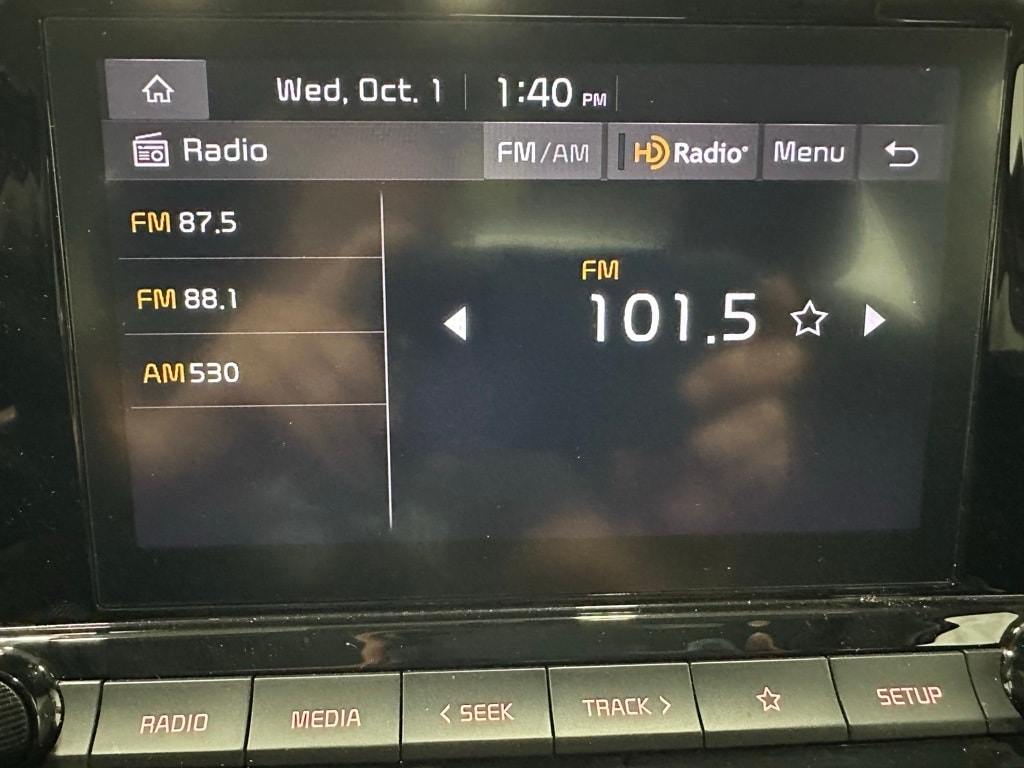 Wed, Oct. 1 1:40 PM
Radio FM/AM HD Radio® Menu
FM 87.5
FM 88.1
AM 530
FM
101.5
RADIO MEDIA < SEEK TRACK > SETUP